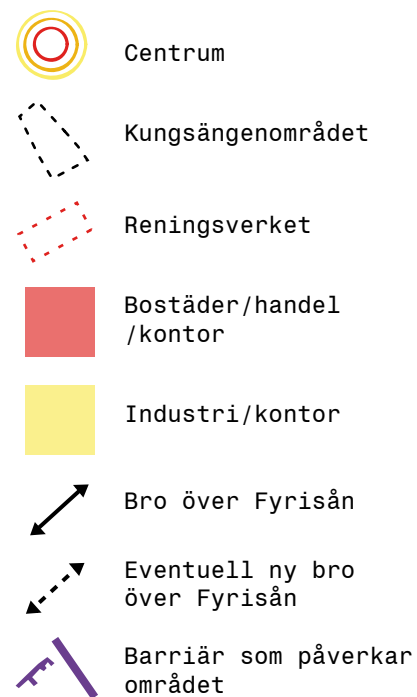 Centrum
Kungsängenområdet
Reningsverket
Bostäder/handel
/kontor
Industri/kontor
Bro över Fyrisån
Eventuell ny bro
över Fyrisån
Barriär som påverkar
området